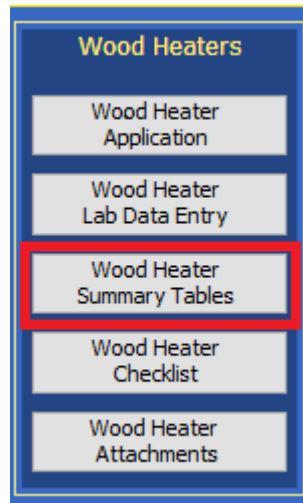 Wood Heaters
Wood Heater
Application
Wood Heater
Lab Data Entry
Wood Heater
Summary Tables
Wood Heater
Checklist
Wood Heater
Attachments